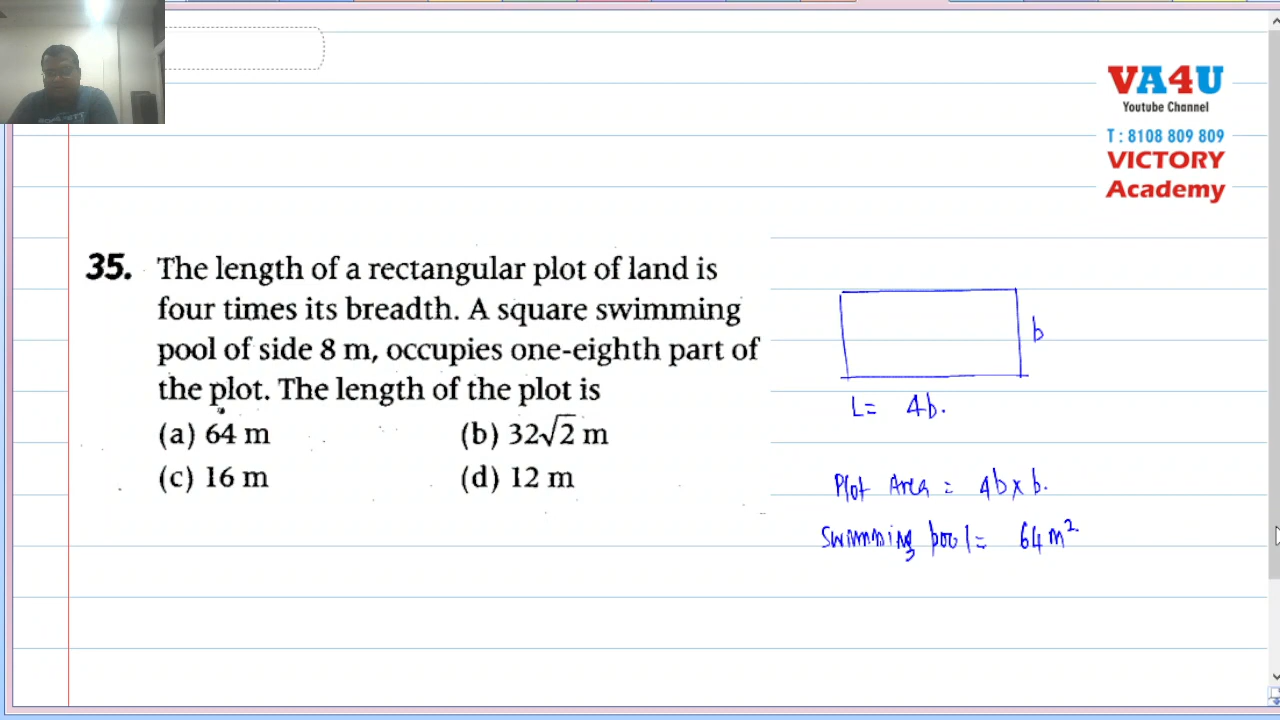 VA4U
Youtube Channel
T : 8108 809 809
VICTORY
Academy
35. The length of a rectangular plot of land is
four times its breadth. A square swimming
pool of side 8 m, occupies one-eighth part of
the plot. The length of the plot is
(a) 64 m (b) 32√2 m
(c) 16 m (d) 12 m
b
L = 4b.
Plot Area = 4b x b.
Swimming pool = 64 m²